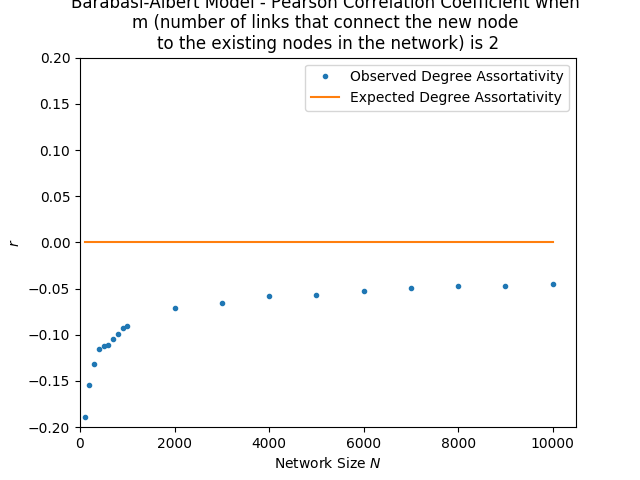 Barabasi-Albert Model - Pearson Correlation Coefficient when
m (number of links that connect the new node
to the existing nodes in the network) is 2
0.20
0.15
0.10
0.05
0.00
−0.05
−0.10
−0.15
−0.20
r
Observed Degree Assortativity
Expected Degree Assortativity
0 2000 4000 6000 8000 10000
Network Size N